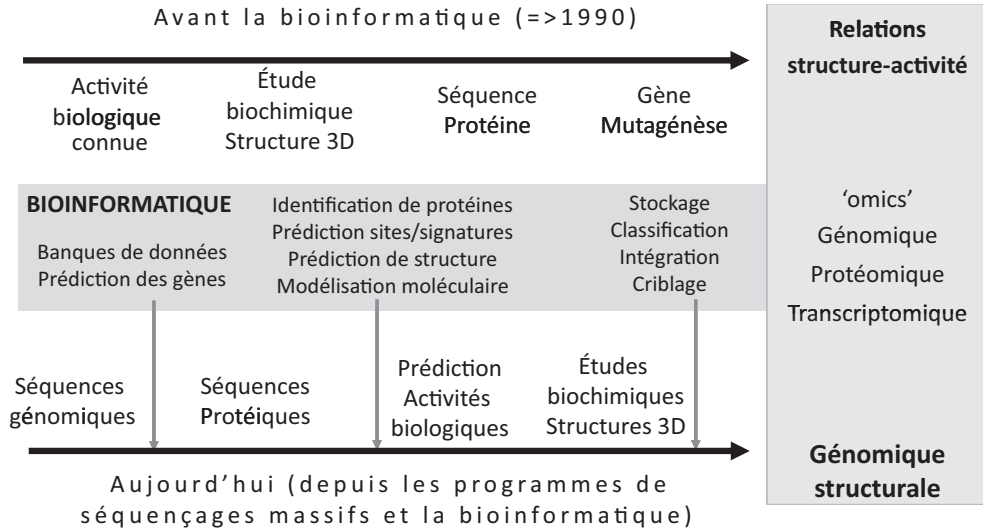 Avant la bioinformatique (=>1990)
Relations
structure-activité
Activité
biologique
connue
Étude
biochimique
Structure 3D
Séquence
Protéine
Gène
Mutagénèse
BIOINFORMATIQUE
Banques de données
Prédiction des gènes
Identification de protéines
Prédiction sites/signatures
Prédiction de structure
Modélisation moléculaire
Stockage
Classification
Intégration
Criblage
'omics'
Génomique
Protéomique
Transcriptomique
Séquences
génomiques
Séquences
Protéiques
Prédiction
Activités
biologiques
Études
biochimiques
Structures 3D
Génomique
structurale
Aujourd'hui (depuis les programmes de
séquençages massifs et la bioinformatique)